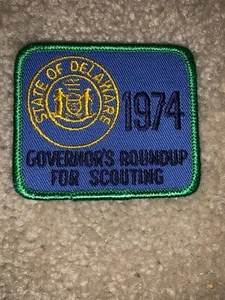 STATE OF DELAWARE
1974
GOVERNOR'S ROUNDUP
FOR SCOUTING